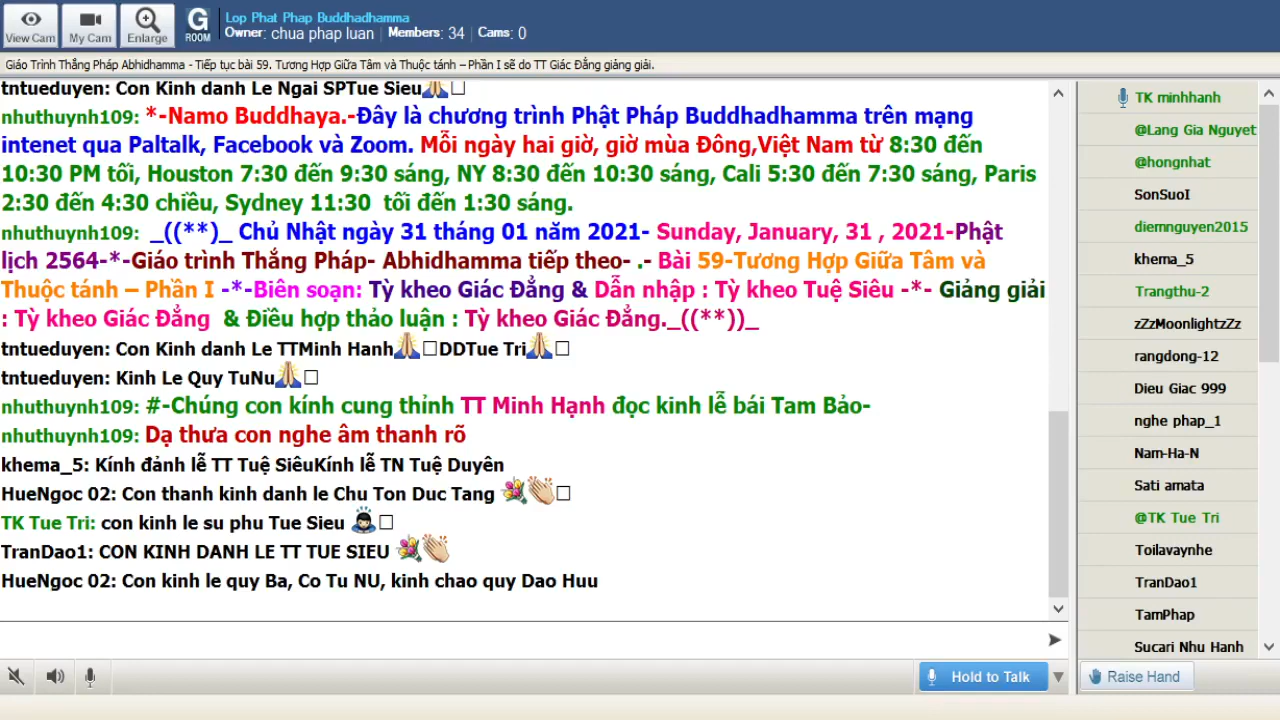 View Cam
My Cam
Enlarge
G
ROOM
Lop Phat Phap Buddhadhamma
Owner: chua phap luan | Members: 34 | Cams: 0
Giáo Trình Thắng Pháp Abhidhamma - Tiếp tục bài 59. Tương Hợp Giữa Tâm và Thuộc tánh – Phần I sẽ do TT Giác Đẳng giảng giải.
tntueduyen: Con Kinh danh Le Ngai SPTue Sieu🙏□
nhuthuynh109: *-Namo Buddhaya.-Đây là chương trình Phật Pháp Buddhadhamma trên mạng
intenet qua Paltalk, Facebook và Zoom. Mỗi ngày hai giờ, giờ mùa Đông,Việt Nam từ 8:30 đến
10:30 PM tối, Houston 7:30 đến 9:30 sáng, NY 8:30 đến 10:30 sáng, Cali 5:30 đến 7:30 sáng, Paris
2:30 đến 4:30 chiều, Sydney 11:30 tối đến 1:30 sáng.
nhuthuynh109: _((**)_ Chủ Nhật ngày 31 tháng 01 năm 2021- Sunday, January, 31 , 2021-Phật
lịch 2564-*-Giáo trình Thắng Pháp- Abhidhamma tiếp theo- .- Bài 59-Tương Hợp Giữa Tâm và
Thuộc tánh – Phần I -*-Biên soạn: Tỳ kheo Giác Đẳng & Dẫn nhập : Tỳ kheo Tuệ Siêu -*- Giảng giải
: Tỳ kheo Giác Đẳng & Điều hợp thảo luận : Tỳ kheo Giác Đẳng._((**))_
tntueduyen: Con Kinh danh Le TTMinh Hanh🙏□DDTue Tri🙏□
tntueduyen: Kinh Le Quy TuNu🙏□
nhuthuynh109: #-Chúng con kính cung thỉnh TT Minh Hạnh đọc kinh lễ bái Tam Bảo-
nhuthuynh109: Dạ thưa con nghe âm thanh rõ
khema_5: Kính đảnh lễ TT Tuệ SiêuKính lễ TN Tuệ Duyên
HueNgoc 02: Con thanh kinh danh le Chu Ton Duc Tang 💐👏□
TK Tue Tri: con kinh le su phu Tue Sieu 🙇□
TranDao1: CON KINH DANH LE TT TUE SIEU 💐👏
HueNgoc 02: Con kinh le quy Ba, Co Tu NU, kinh chao quy Dao Huu
Hold to Talk
TK minhhanh
@Lang Gia Nguyet
@hongnhat
SonSuoI
diemnguyen2015
khema_5
Trangthu-2
zZzMoonlightzZz
rangdong-12
Dieu Giac 999
nghe phap_1
Nam-Ha-N
Sati amata
@TK Tue Tri
Toilavaynhe
TranDao1
TamPhap
Sucari Nhu Hanh
Raise Hand